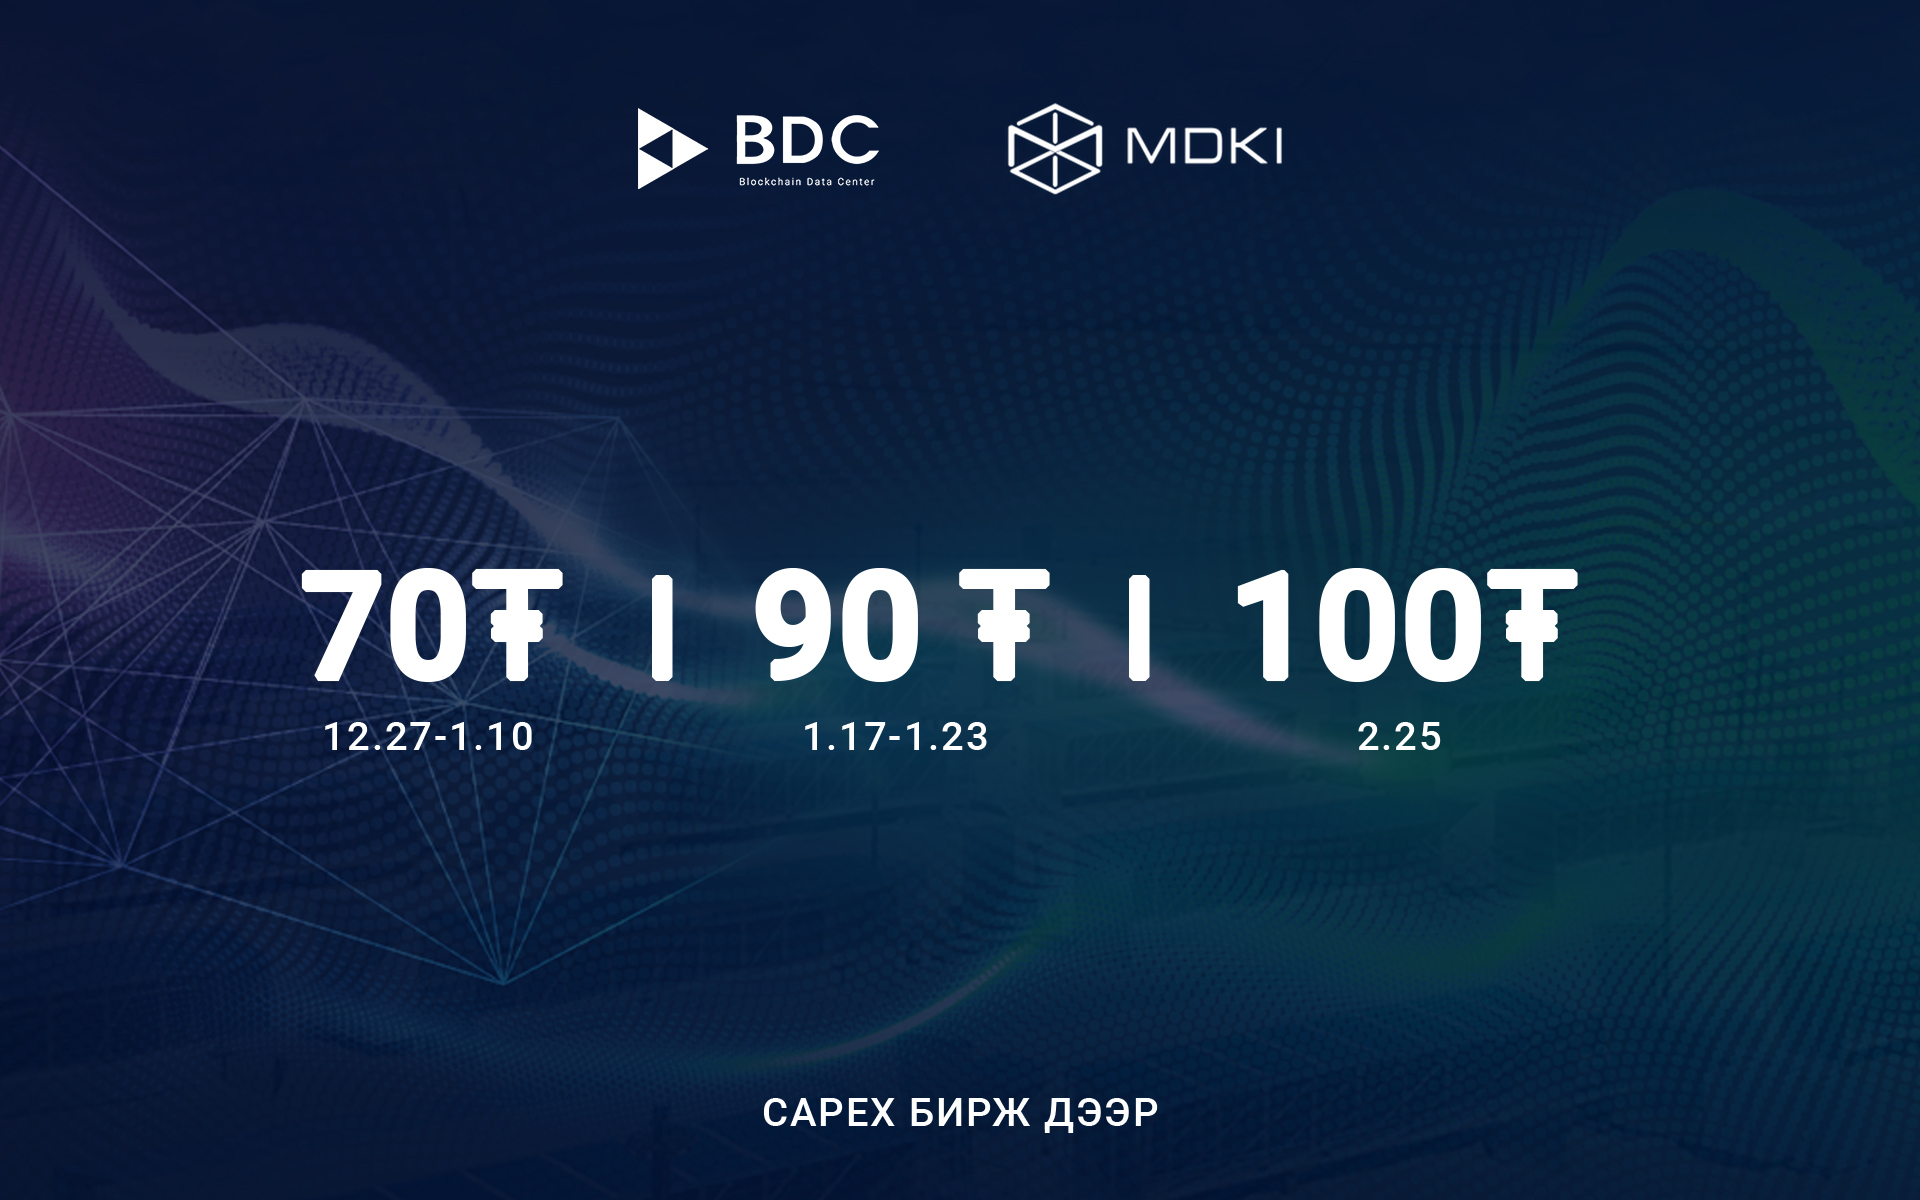 BDC
Blockchain Data Center
MDKI
70₮ | 90 ₮ | 100₮
12.27-1.10 1.17-1.23 2.25
CAPEX БИРЖ ДЭЭР